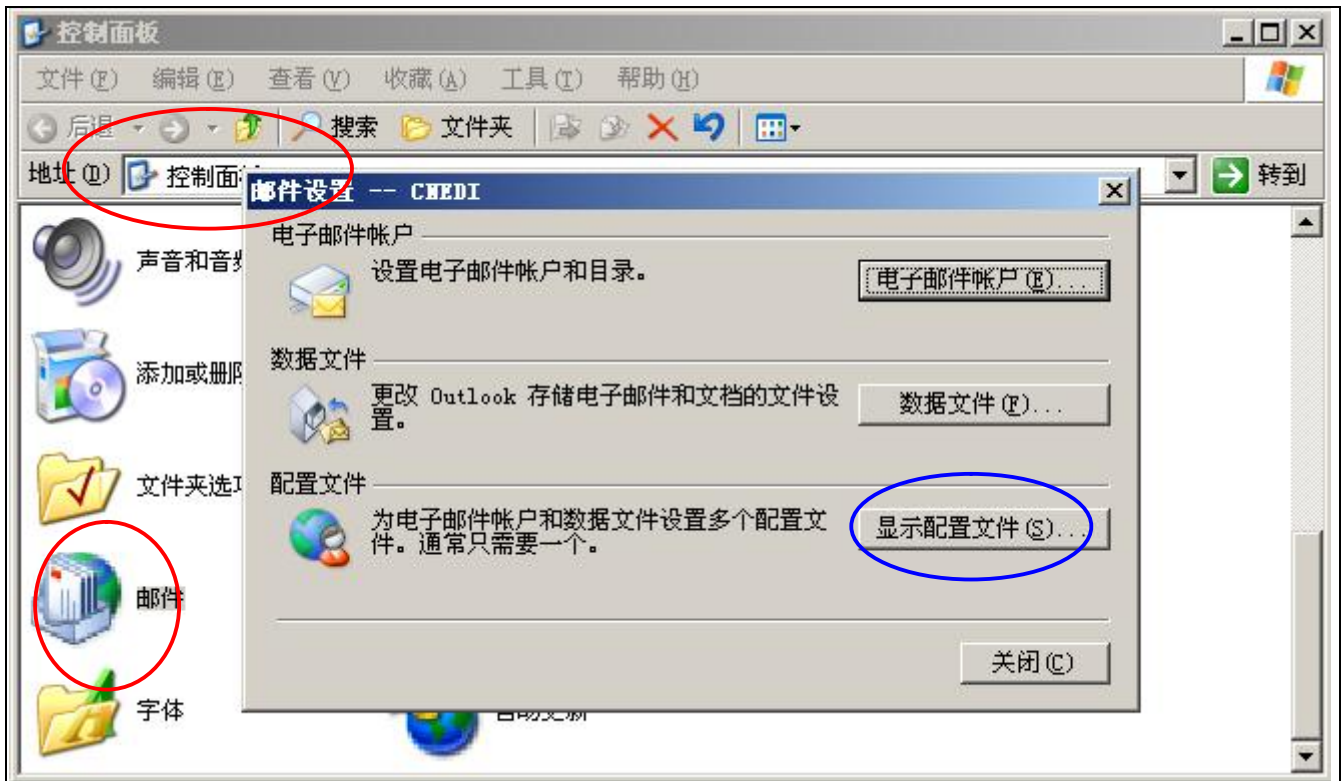 控制面板
文件(F) 编辑(E) 查看(V) 收藏(A) 工具(T) 帮助(H)
后退 搜索 文件夹
地址(D) 控制面 转到
邮件设置 -- CHEDI
电子邮件帐户
设置电子邮件帐户和目录。
电子邮件帐户(E)...
数据文件
更改 Outlook 存储电子邮件和文档的文件设
置。
数据文件(F)...
配置文件
为电子邮件帐户和数据文件设置多个配置文
件。通常只需要一个。
显示配置文件(S)...
关闭(C)
声音和音频
添加或删除
文件夹选项
邮件
字体
自动更新